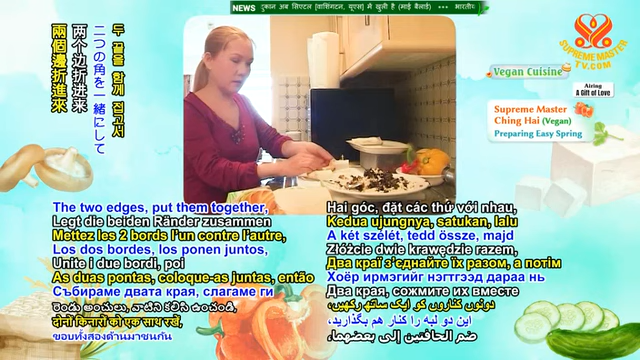 NEWS दुकान अब सिएटल [वाशिंगटन, यूएस] में खुली है (माई बैलार्ड) --- भारतीय
두 끝을 함께 접고서
二つの角を一緒にして
两个边折进来
兩個邊折進來
SUPREME MASTER
TV.COM
Vegan Cuisine
Airing
A Gift of Love
Supreme Master
Ching Hai (Vegan)
Preparing Easy Spring
The two edges, put them together,
Legt die beiden Ränder zusammen
Mettez les 2 bords l'un contre l'autre,
Los dos bordes, los ponen juntos,
Unite i due bordi, poi
As duas pontas, coloque-as juntas, então
Събираме двата края, слагаме ги
రెండు అంచులు, వాటిని కలిపి ఉంచండి,
दोनों किनारों को एक साथ रखें,
ขอบทั้งสองด้านมาชนกัน
Hai góc, đặt các thứ với nhau,
Kedua ujungnya, satukan, lalu
A két szélét, tedd össze, majd
Złóżcie dwie krawędzie razem,
Два краї з'єднайте їх разом, а потім
Хоёр ирмэгийг нэгтгээд дараа нь
Два края, сожмите их вместе
دونوں کناروں کو ایک ساتھ رکھیں،
این دو لبه را کنار هم بگذارید،
ضم الحافتين إلى بعضهما،